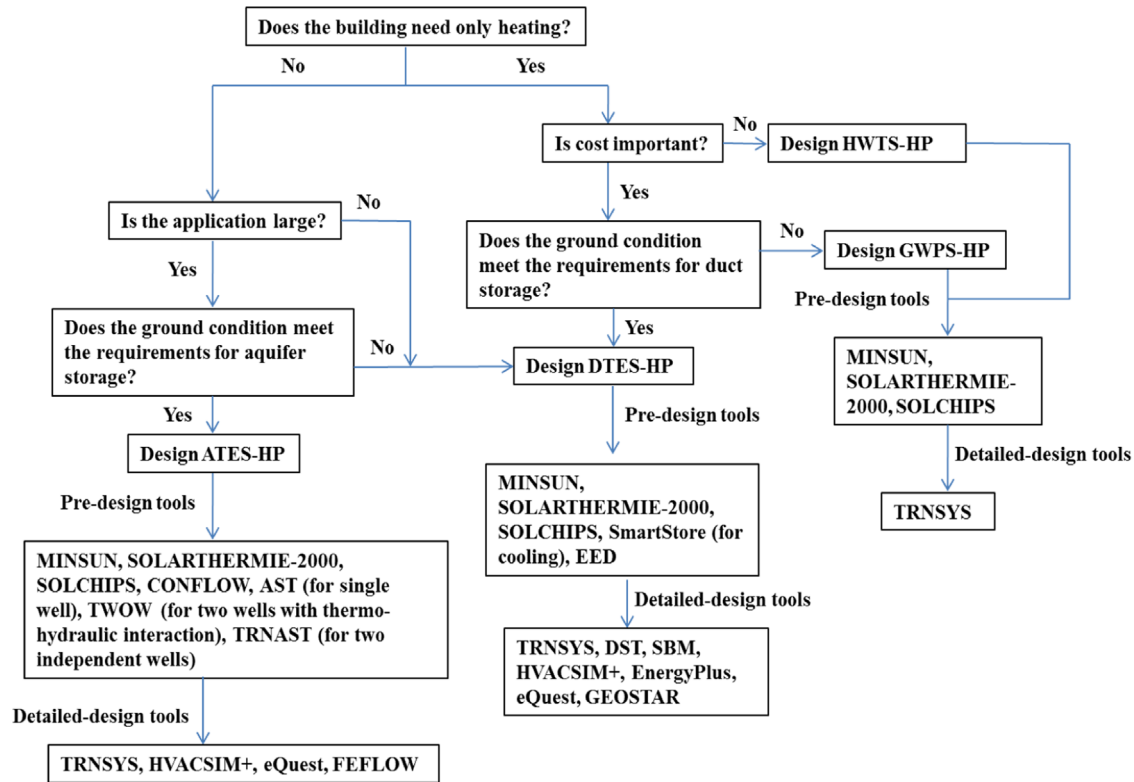 Does the building need only heating?
No
Yes
Is cost important?
No
Design HWTS-HP
Yes
Is the application large?
No
Does the ground condition
meet the requirements for duct
storage?
No
Design GWPS-HP
Yes
Pre-design tools
Does the ground condition meet
the requirements for aquifer
storage?
No
Yes
Design DTES-HP
MINSUN,
SOLARTHERMIE-
2000, SOLCHIPS
Yes
Pre-design tools
Design ATES-HP
Detailed-design tools
Pre-design tools
MINSUN,
SOLARTHERMIE-2000,
SOLCHIPS, SmartStore (for
cooling), EED
TRNSYS
MINSUN, SOLARTHERMIE-2000,
SOLCHIPS, CONFLOW, AST (for single
well), TWOW (for two wells with thermo-
hydraulic interaction), TRNAST (for two
independent wells)
Detailed-design tools
TRNSYS, DST, SBM,
HVACSIM+, EnergyPlus,
eQuest, GEOSTAR
Detailed-design tools
TRNSYS, HVACSIM+, eQuest, FEFLOW